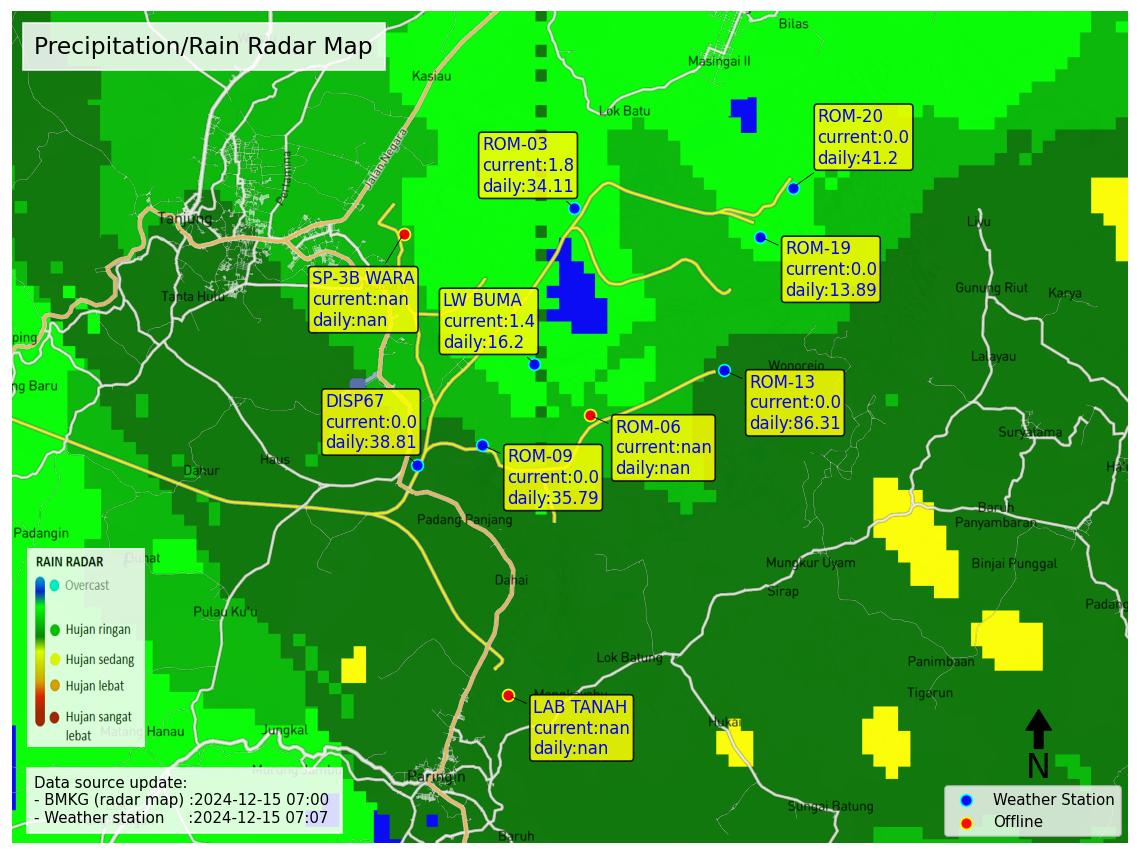 Precipitation/Rain Radar Map
Bilas
Masingai II
Kasiau
Lok Batu
Jalan Negara
Pertamina
Tanjung
Tanta Hulu
ROM-20
current:0.0
daily:41.2
ROM-03
current:1.8
daily:34.11
ROM-19
current:0.0
daily:13.89
SP-3B WARA
current:nan
daily:nan
LW BUMA
current:1.4
daily:16.2
Liyu
Gunung Riut
Karya
Lalayau
Wonorejo
ping
ng Baru
ROM-13
current:0.0
daily:86.31
DISP67
current:0.0
daily:38.81
ROM-06
current:nan
daily:nan
ROM-09
current:0.0
daily:35.79
Suryatama
Ha'u
Haus
Dahur
Padangin
Padang Panjang
Baruh
Panyambaran
Mungkur Uyam
Binjai Punggal
Sirap
Padang
Dahai
Pulau Ku'u
Lok Batung
Panimbaan
Tigarun
Hukai
RAIN RADAR
Overcast
Hujan ringan
Hujan sedang
Hujan lebat
Hujan sangat
lebat
LAB TANAH
current:nan
daily:nan
Jungkal
Paringin
Baruh
Sungai Batung
N
Data source update:
- BMKG (radar map) :2024-12-15 07:00
- Weather station :2024-12-15 07:07
Weather Station
Offline